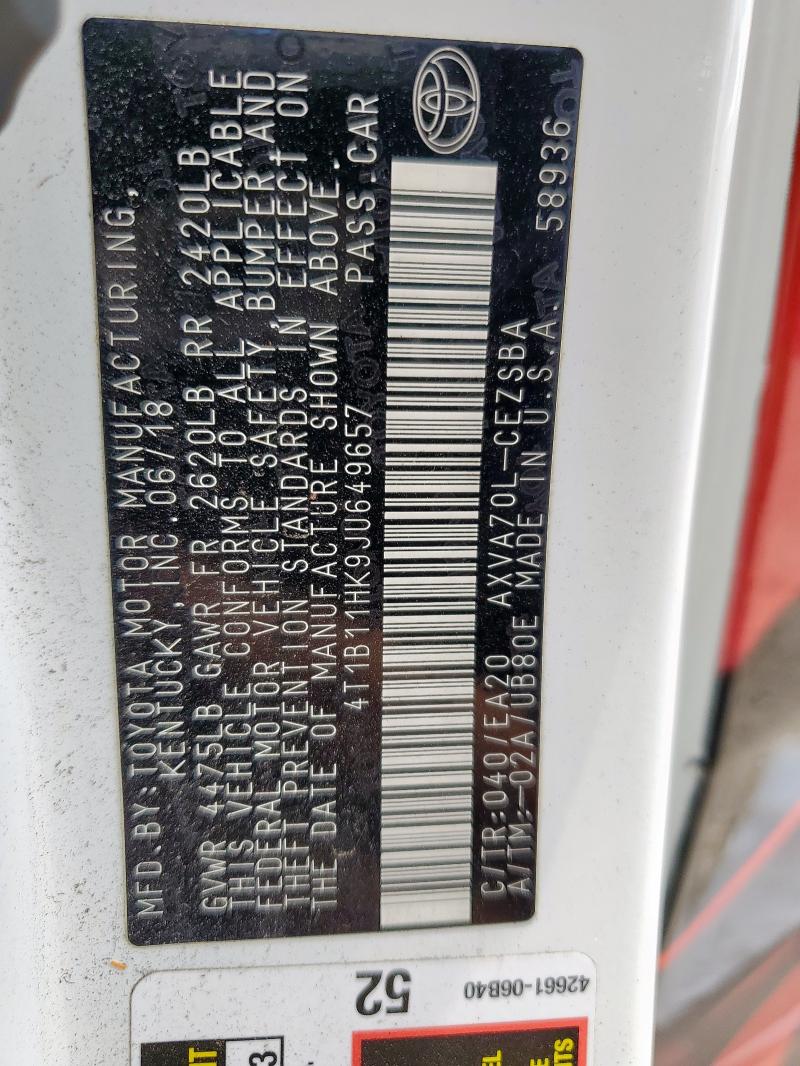 MFD.BY:TOYOTA MOTOR MANUFACTURING,
KENTUCKY, INC. 06/18
GVWR 4475LB GAWR FR 2620LB RR 2420LB
THIS VEHICLE CONFORMS TO ALL APPLICABLE
FEDERAL MOTOR VEHICLE SAFETY, BUMPER, AND
THEFT PREVENTION STANDARDS IN EFFECT ON
THE DATE OF MANUFACTURE SHOWN ABOVE.
4T1B11HK9JU649657 PASS.CAR
C/TR:040/EA20 AXVA70L-CEZSBA
A/TM:-02A/UB80E MADE IN U.S.A. 58936
52
42661-06B40
3